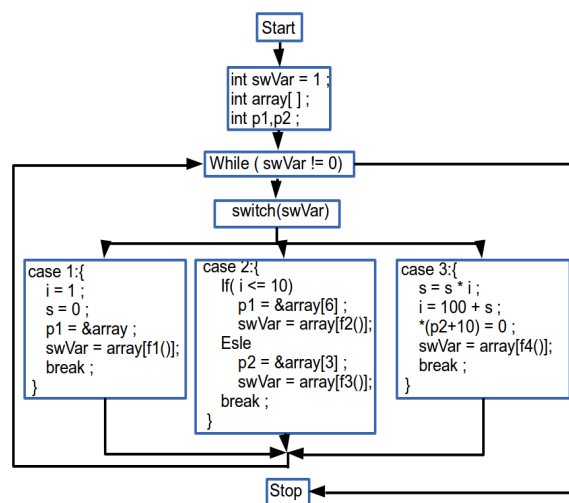 Start
int swVar = 1 ;
int array[ ] ;
int p1,p2 ;
While ( swVar != 0)
switch(swVar)
case 1:{
i = 1 ;
s = 0 ;
p1 = &array ;
swVar = array[f1()];
break ;
}
case 2:{
If( i <= 10)
p1 = &array[6] ;
swVar = array[f2()];
Esle
p2 = &array[3] ;
swVar = array[f3()];
break ;
}
case 3:{
s = s * i ;
i = 100 + s ;
*(p2+10) = 0 ;
swVar = array[f4()];
break ;
}
Stop